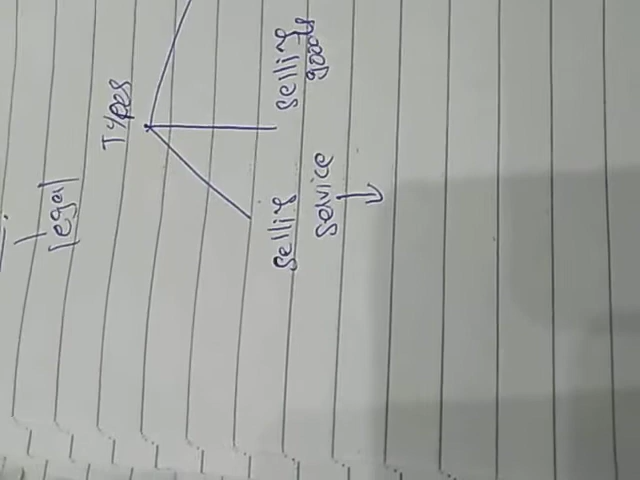 legal
Types
selling service
selling goods